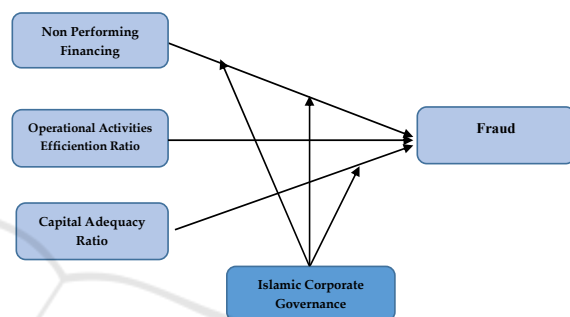 Non Performing
Financing
Operational Activities
Efficiention Ratio
Fraud
Capital Adequacy
Ratio
Islamic Corporate
Governance